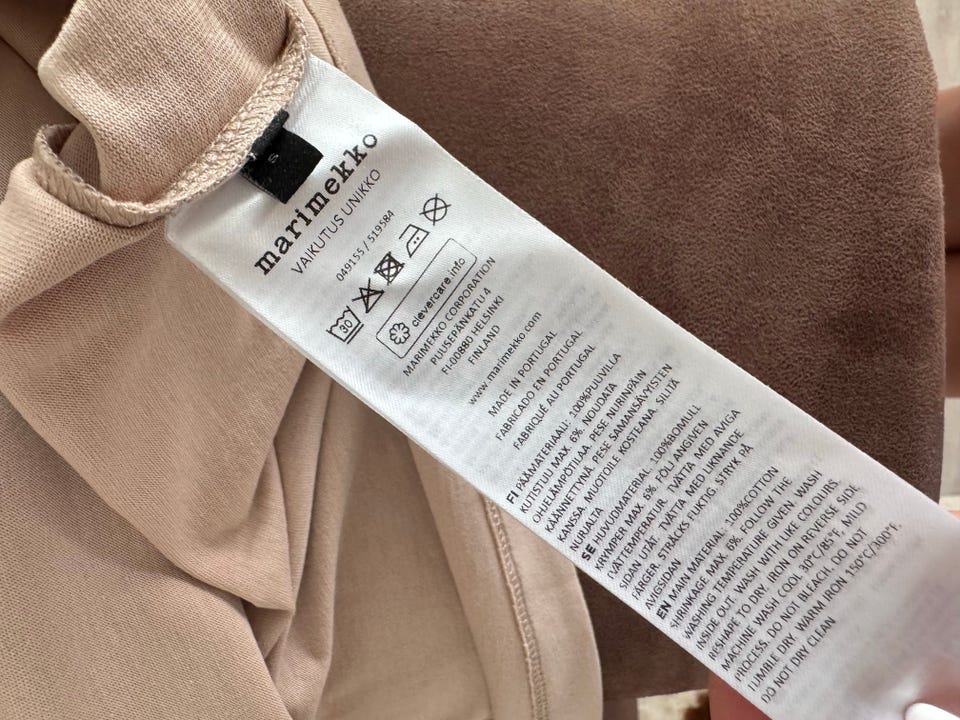 S
marimekko
VAIKUTUS UNIKKO
049155 / 519584
30
clevercare.info
MARIMEKKO CORPORATION
PUUSEPÄNKATU 4
FI-00880 HELSINKI
FINLAND
www.marimekko.com
MADE IN PORTUGAL
FABRICADO EN PORTUGAL
FABRIQUÉ AU PORTUGAL
FI PÄÄMATERIAALI: 100%PUUVILLA
KUTISTUU MAX. 6%. NOUDATA
OHJELÄMPÖTILAA. PESE NURINPÄIN
KÄÄNNETTYNÄ. PESE SAMANSÄVYISTEN
KANSSA. MUOTOILE KOSTEANA. SILITÄ
NURJALTA
SE HUVUDMATERIAL: 100%BOMULL
KRYMPER MAX. 6%. FÖLJ ANGIVEN
TVÄTTEMPERATUR. TVÄTTA MED AVIGA
SIDAN UTÅT. TVÄTTA MED LIKNANDE
FÄRGER. STRÄCKS FUKTIG. STRYK PÅ
AVIGSIDAN
EN MAIN MATERIAL: 100%COTTON
SHRINKAGE MAX. 6%. FOLLOW THE
WASHING TEMPERATURE GIVEN. WASH
INSIDE OUT. WASH WITH LIKE COLOURS.
RESHAPE TO DRY. IRON ON REVERSE SIDE
MACHINE WASH COOL 30°C/85°F. MILD
PROCESS. DO NOT BLEACH. DO NOT
TUMBLE DRY. WARM IRON 150°C/300°F.
DO NOT DRY CLEAN